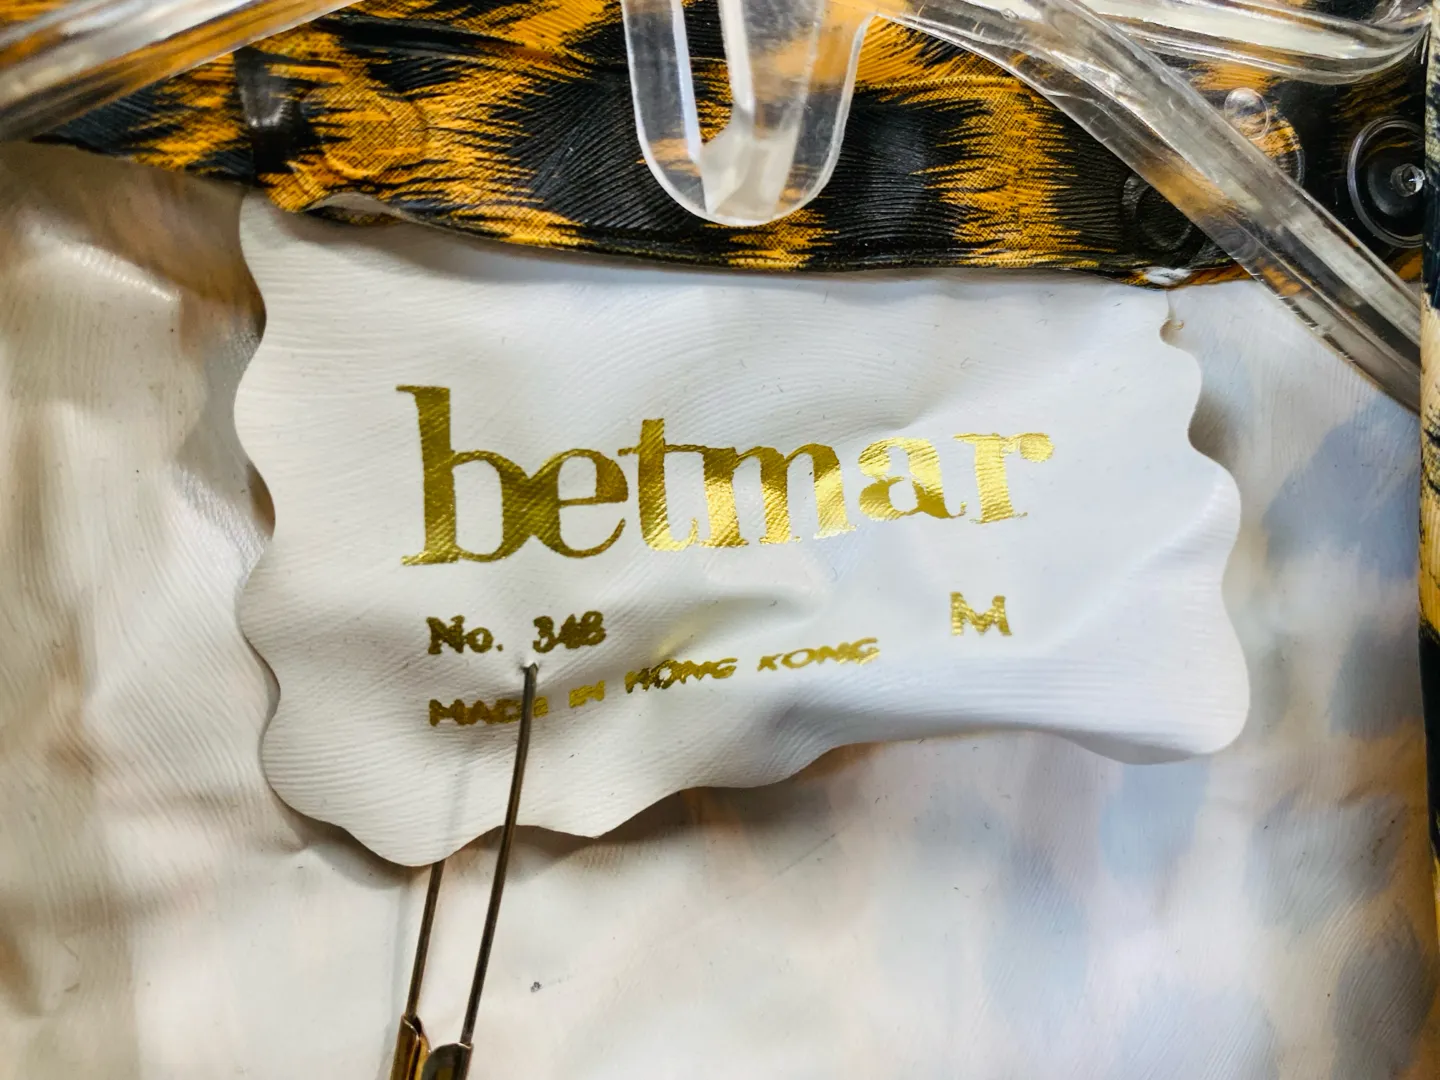 betmar
No. 348 M
MADE IN HONG KONG